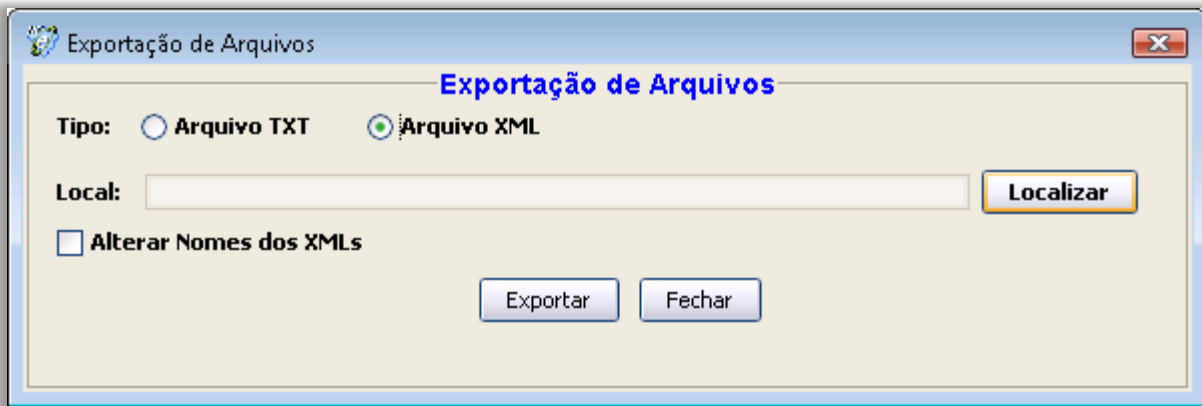 Exportação de Arquivos
Exportação de Arquivos
Tipo: Arquivo TXT Arquivo XML
Local: Localizar
Alterar Nomes dos XMLs
Exportar Fechar